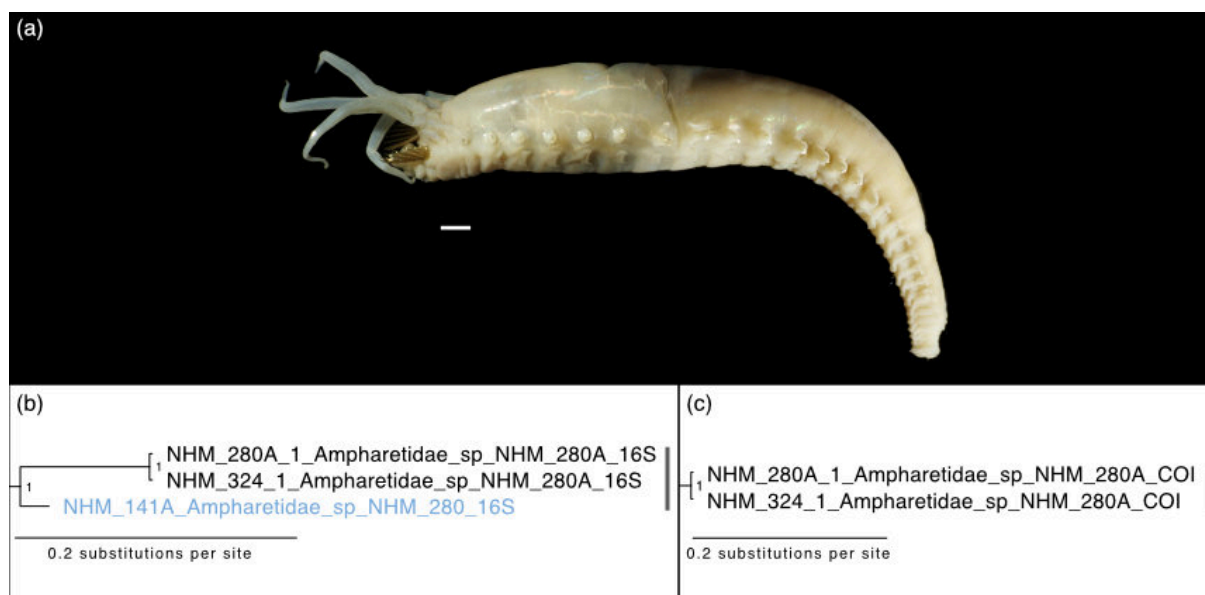 (a)
(b)
NHM_280A_1_Ampharetidae_sp_NHM_280A_16S
1
NHM_324_1_Ampharetidae_sp_NHM_280A_16S
1
NHM_141A_Ampharetidae_sp_NHM_280_16S
0.2 substitutions per site
(c)
NHM_280A_1_Ampharetidae_sp_NHM_280A_COI
1
NHM_324_1_Ampharetidae_sp_NHM_280A_COI
0.2 substitutions per site